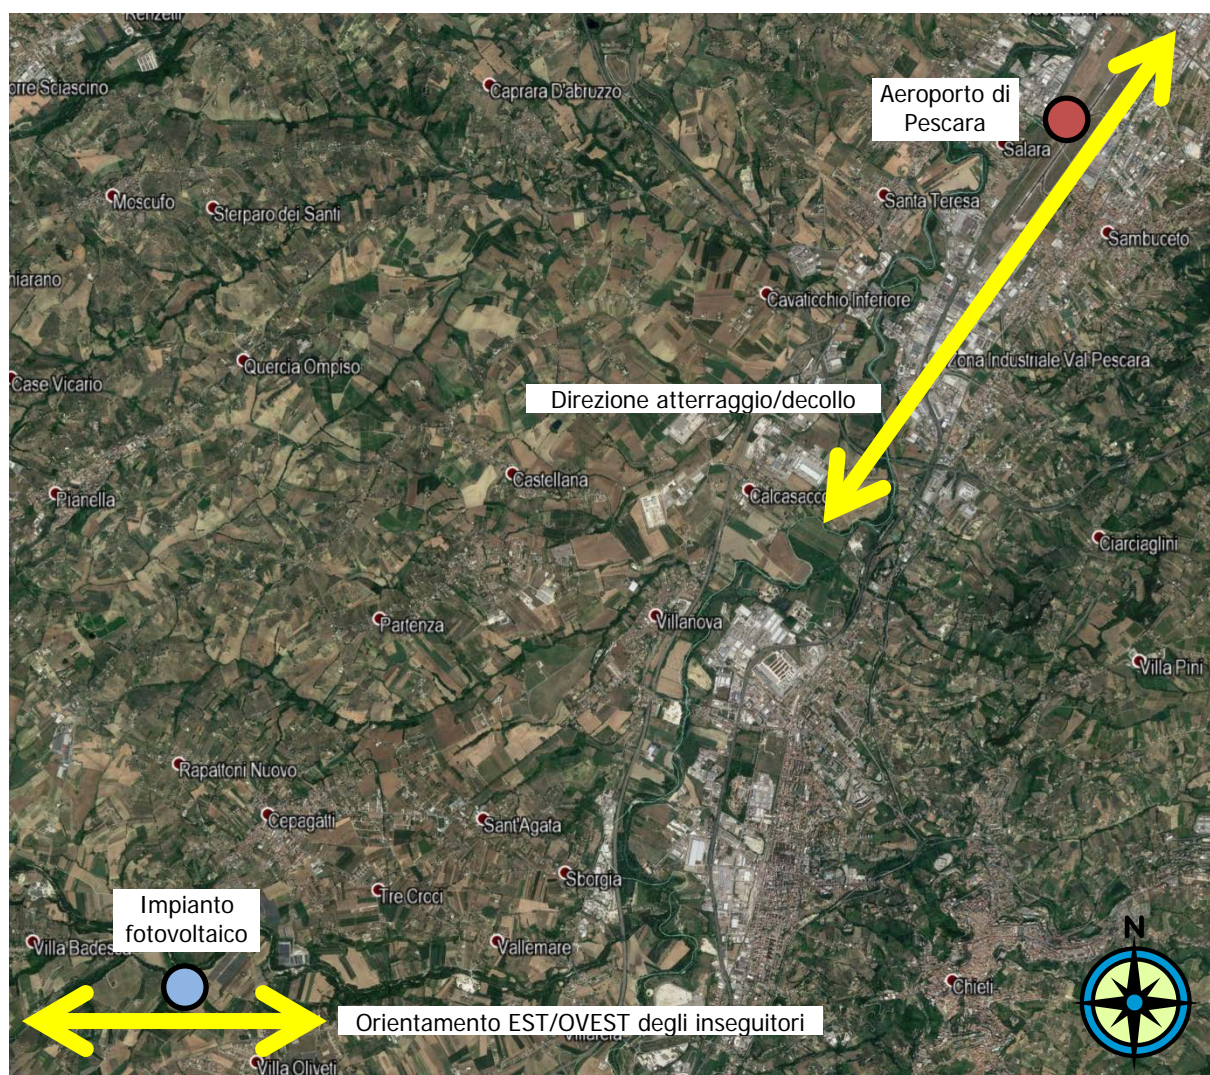 Renzelli
orre Sciascino
Caprara D'abruzzo
Aeroporto di
Pescara
Salara
Moscufo
Sterparo dei Santi
Santa Teresa
Sambuceto
hiarano
Cavaticchio Inferiore
Case Vicario
Quercia Ompiso
Zona Industriale Val Pescara
Direzione atterraggio/decollo
Pianella
Castellana
Calcasacco
Ciarciaglini
Partenza
Villanova
Villa Pini
Rapattoni Nuovo
Cepagatti
Sant'Agata
Sborgia
Tre Croci
Impianto
fotovoltaico
Villa Badessa
Vallemare
N
Chieti
Orientamento EST/OVEST degli inseguitori
Villa Oliveti